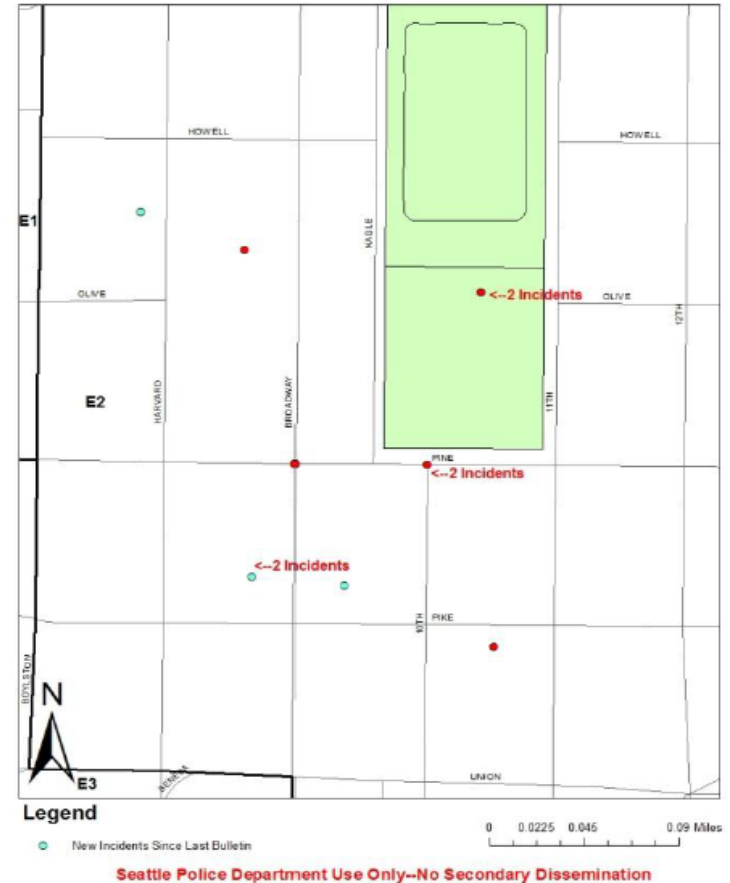 HOWELL
HOWELL
E1
NAGLE
<--2 Incidents
OLIVE
OLIVE
12TH
E2
HARVARD
BROADWAY
11TH
PINE
<--2 Incidents
<--2 Incidents
10TH
PIKE
BOYLSTON
N
E3
SENECA
UNION
Legend
0 0.0225 0.045 0.09 Miles
New Incidents Since Last Bulletin
Seattle Police Department Use Only--No Secondary Dissemination